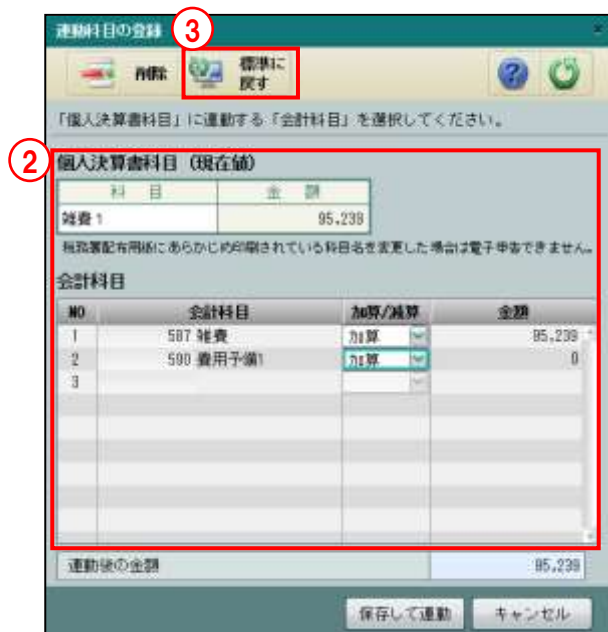 連動科目の登録
③
削除
標準に
戻す
「個人決算書科目」に連動する「会計科目」を選択してください。
②
個人決算書科目(現在値)
科 目 金 額
雑費1 95,239
税務署配布用紙にあらかじめ印刷されている科目名を変更した場合は電子申告できません。
会計科目
NO 会計科目 加算/減算 金額
1 587 雑費 加算 95,239
2 590 費用予備1 加算 0
3
連動後の金額 95,239
保存して連動 キャンセル